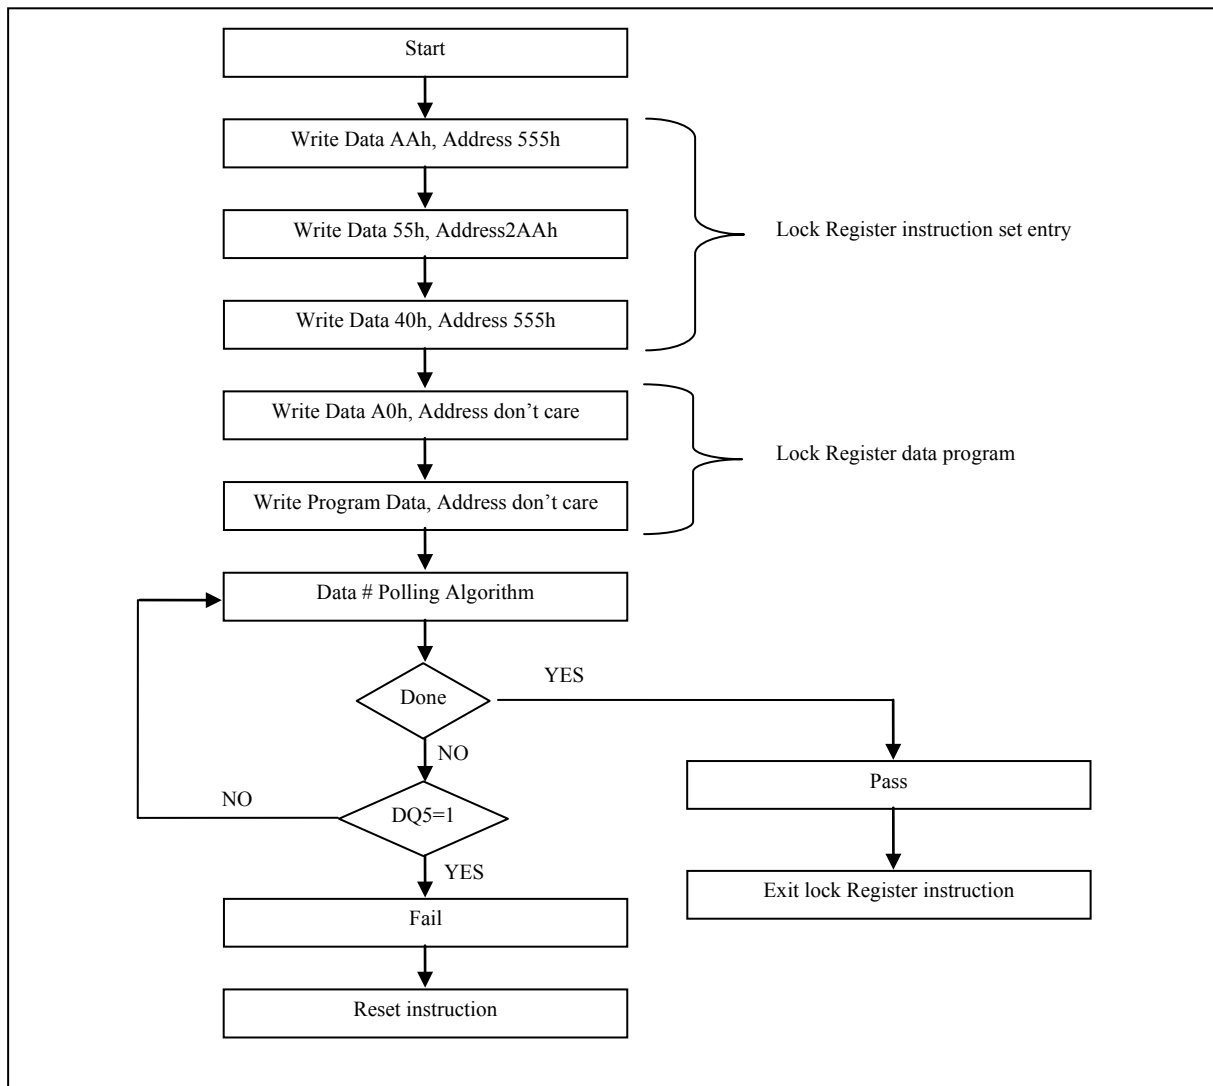 Start
Write Data AAh, Address 555h
Write Data 55h, Address2AAh
Lock Register instruction set entry
Write Data 40h, Address 555h
Write Data A0h, Address don’t care
Lock Register data program
Write Program Data, Address don’t care
Data # Polling Algorithm
YES
Done
NO
Pass
NO
DQ5=1
YES
Exit lock Register instruction
Fail
Reset instruction